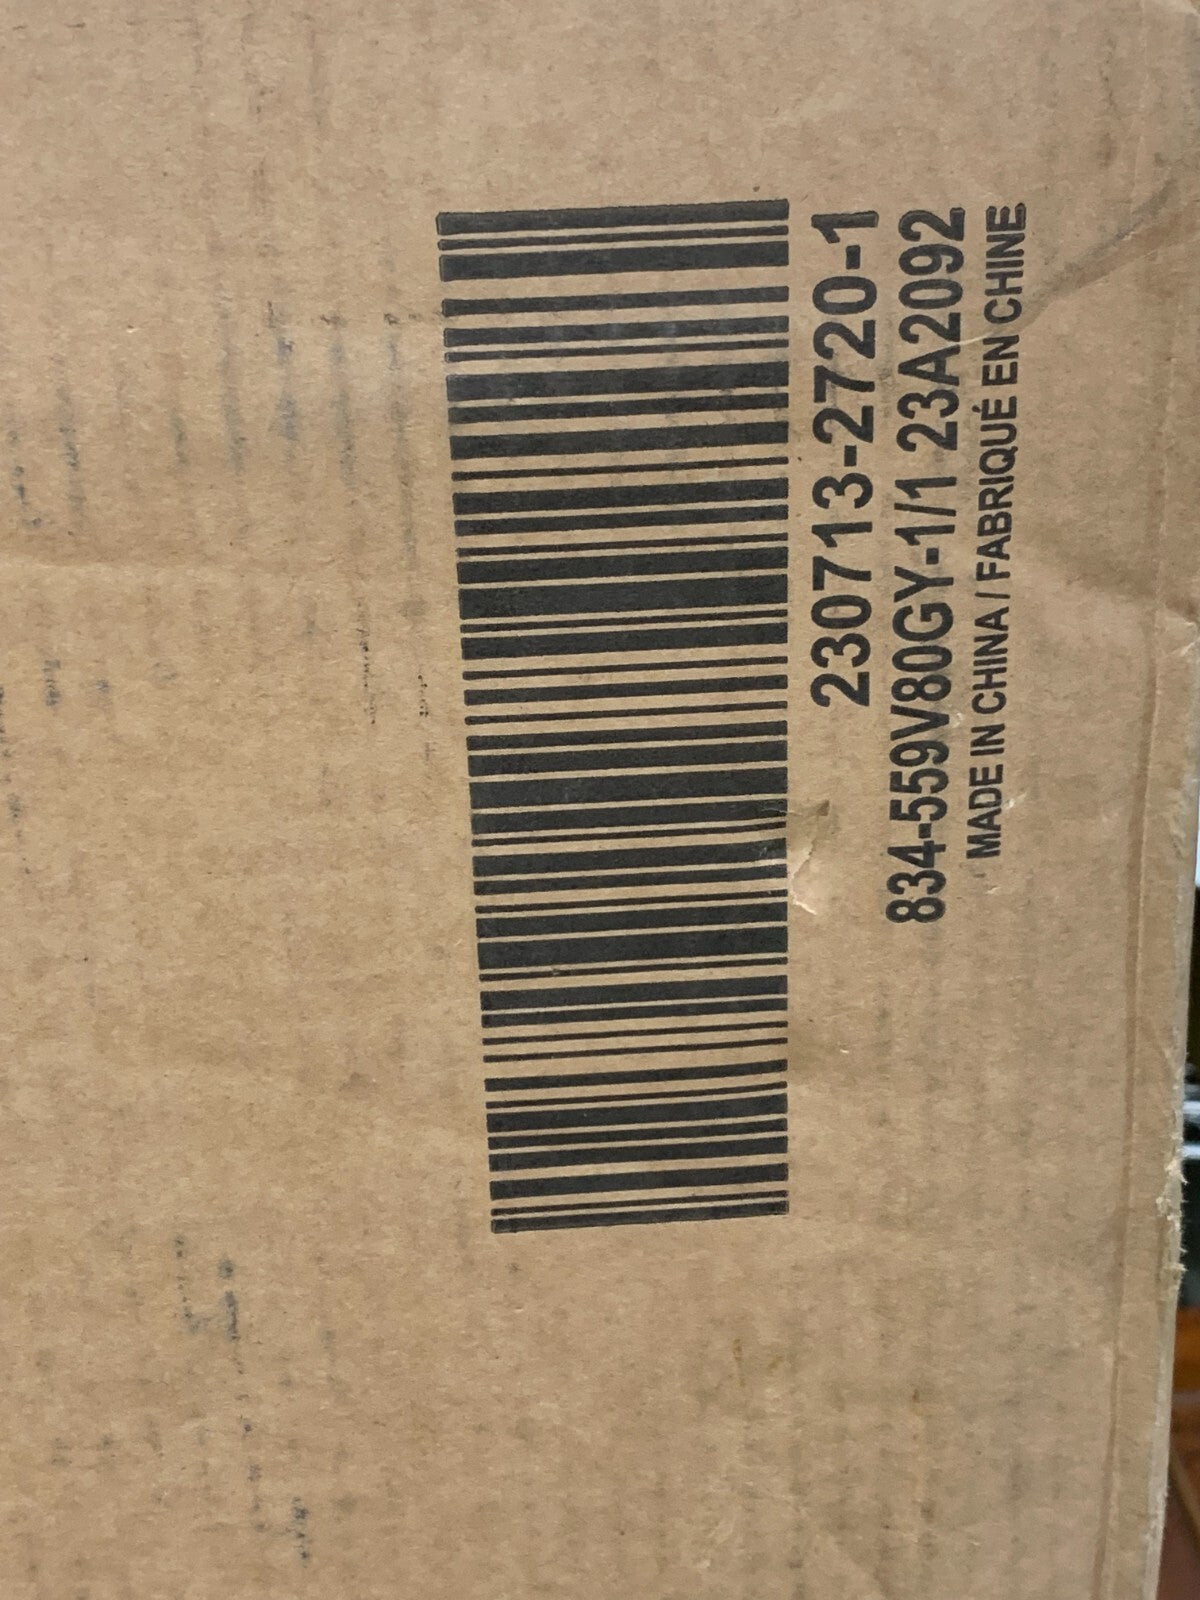 230713-2720-1
834-559V80GY-1/1 23A2092
MADE IN CHINA / FABRIQUÉ EN CHINE